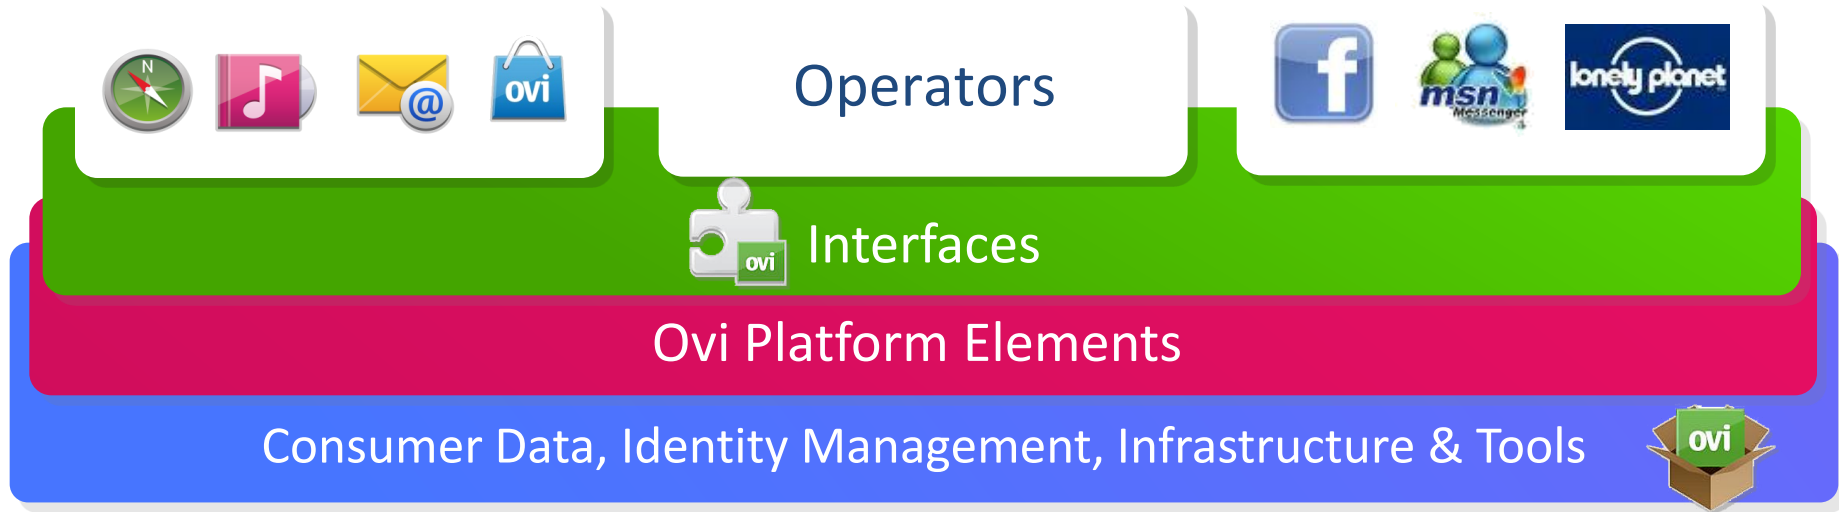 N
@
ovi
Operators
f
msn
Messenger
lonely planet
ovi
Interfaces
Ovi Platform Elements
Consumer Data, Identity Management, Infrastructure & Tools
ovi